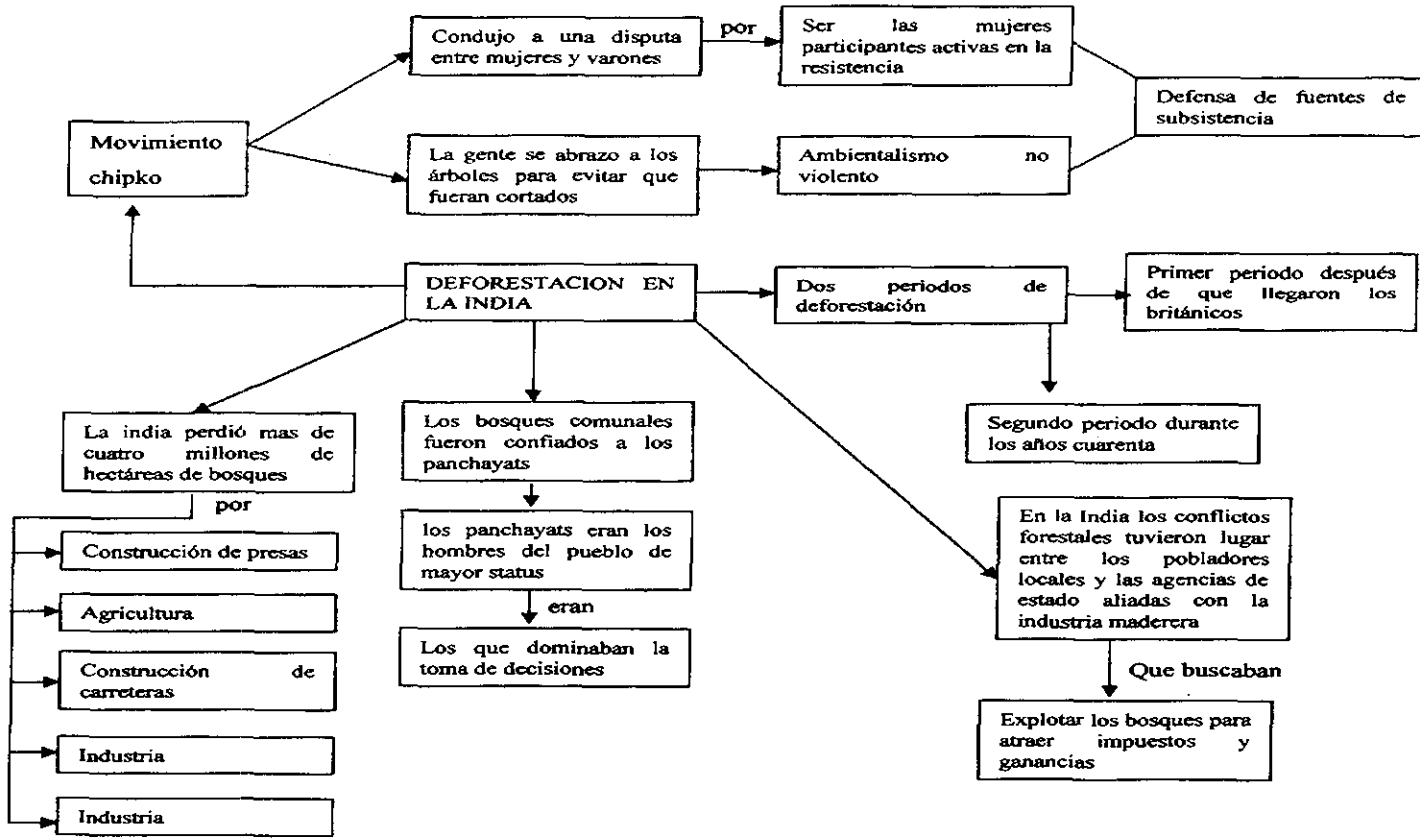 Condujo a una disputa
entre mujeres y varones
por
Ser las mujeres
participantes activas en la
resistencia
Defensa de fuentes de
subsistencia
Movimiento
chipko
La gente se abrazo a los
árboles para evitar que
fueran cortados
Ambientalismo no
violento
DEFORESTACION EN
LA INDIA
Dos periodos de
deforestación
Primer periodo después
de que llegaron los
británicos
Segundo periodo durante
los años cuarenta
La india perdió mas de
cuatro millones de
hectáreas de bosques
por
Construcción de presas
Agricultura
Construcción de
carreteras
Industria
Industria
Los bosques comunales
fueron confiados a los
panchayats
los panchayats eran los
hombres del pueblo de
mayor status
eran
Los que dominaban la
toma de decisiones
En la India los conflictos
forestales tuvieron lugar
entre los pobladores
locales y las agencias de
estado aliadas con la
industria maderera
Que buscaban
Explotar los bosques para
atraer impuestos y
ganancias